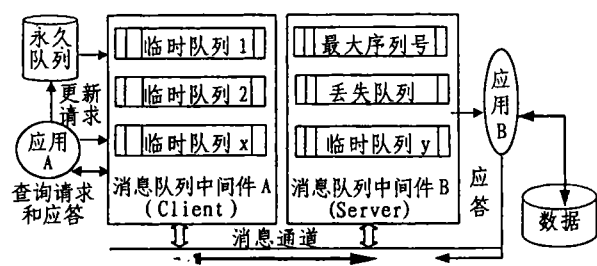 永久
队列
临时队列 1
临时队列 2
临时队列 x
更新
请求
应用
A
查询请求
和应答
消息队列中间件 A
(Client)
最大序列号
丢失队列
临时队列 y
消息队列中间件 B
(Server)
应用
B
应答
数据
消息通道